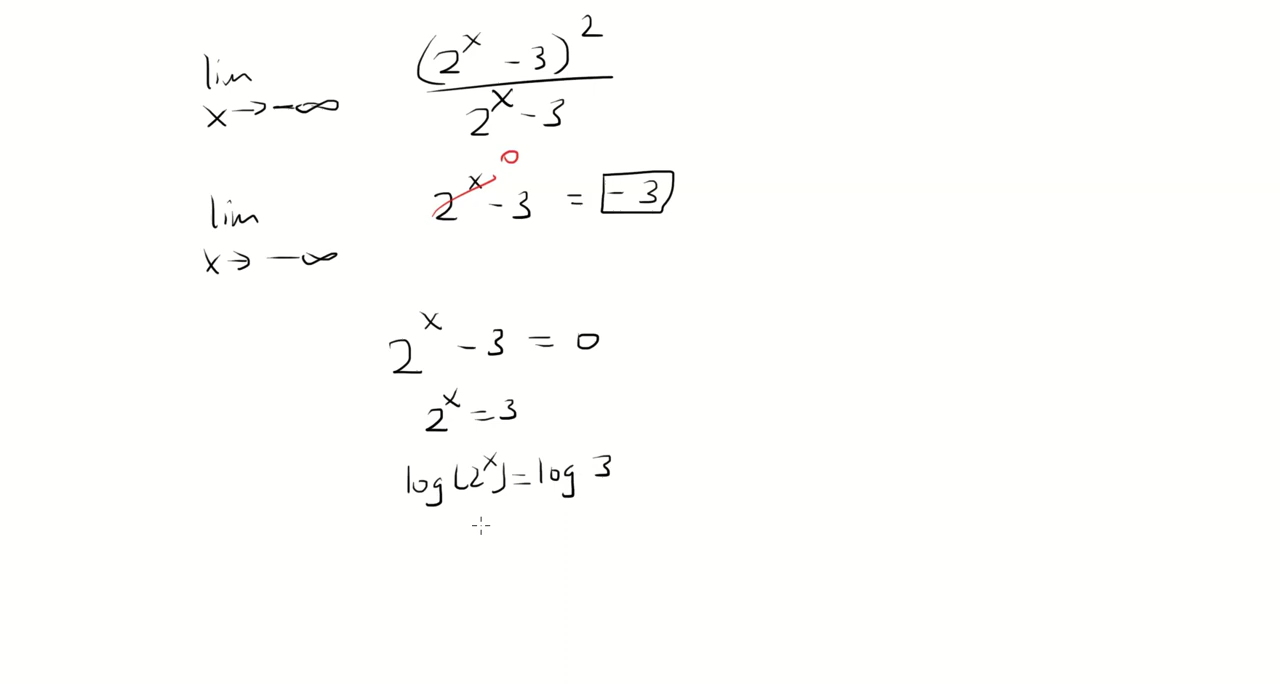 lim (2^x - 3)^2 / 2^x - 3
x → -∞
0
lim 2^x - 3 = -3
x → -∞
2^x - 3 = 0
2^x = 3
log(2^x) = log 3